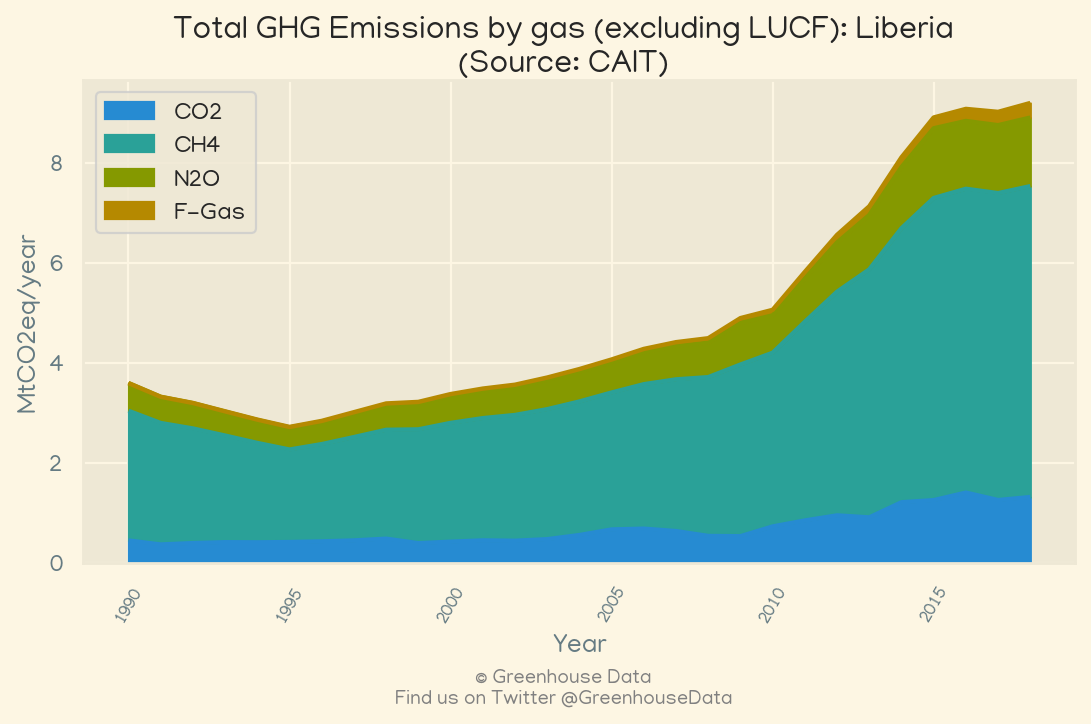 Total GHG Emissions by gas (excluding LUCF): Liberia
(Source: CAIT)
CO2
CH4
N2O
F-Gas
MtCO2eq/year
8
6
4
2
0
1990 1995 2000 2005 2010 2015
Year
© Greenhouse Data
Find us on Twitter @GreenhouseData